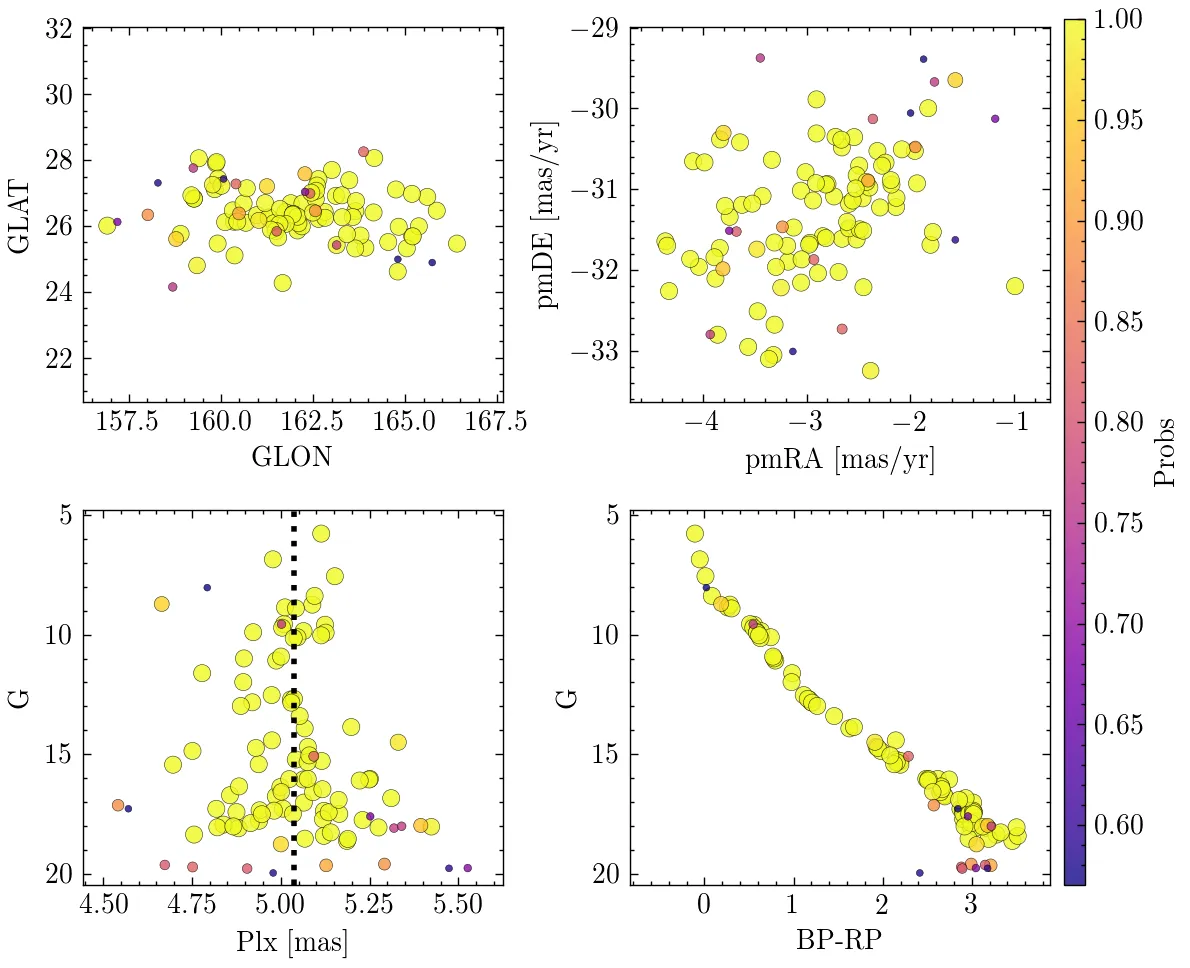 32
30
28
26
24
22
GLAT
157.5 160.0 162.5 165.0 167.5
GLON
−29
−30
−31
−32
−33
pmDE [mas/yr]
−4 −3 −2 −1
pmRA [mas/yr]
5
10
15
20
G
4.50 4.75 5.00 5.25 5.50
Plx [mas]
5
10
15
20
G
0 1 2 3
BP-RP
1.00
0.95
0.90
0.85
0.80
0.75
0.70
0.65
0.60
Probs